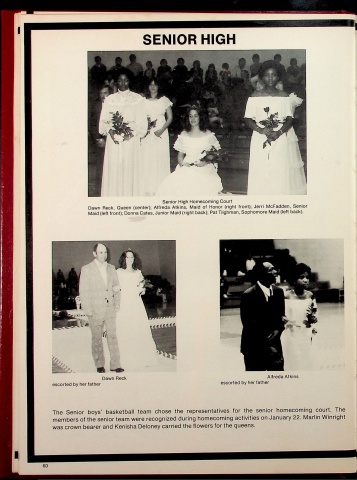 SENIOR HIGH
Senior High Homecoming Court
Dawn Reck, Queen (center); Alfreda Atkins, Maid of Honor (right front); Jerri McFadden, Senior
Maid (left front); Donna Cates, Junior Maid (right back); Pat Tilghman, Sophomore Maid (left back).
Dawn Reck
escorted by her father
Alfreda Atkins
escorted by her father
The Senior boys' basketball team chose the representatives for the senior homecoming court. The
members of the senior team were recognized during homecoming activities on January 22. Martin Winright
was crown bearer and Kenisha Deloney carried the flowers for the queens.
60